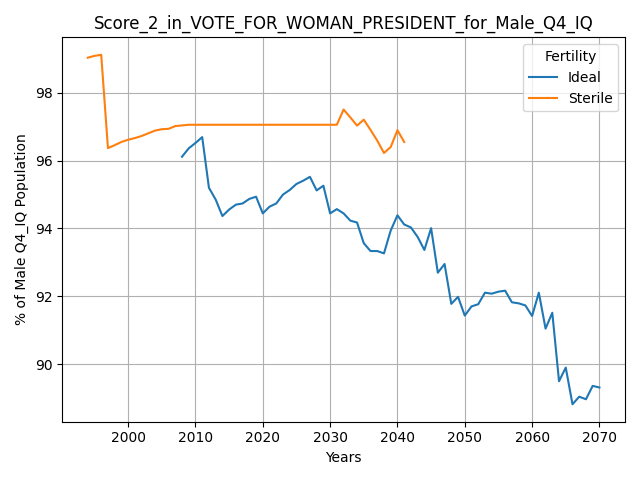 Score_2_in_VOTE_FOR_WOMAN_PRESIDENT_for_Male_Q4_IQ
Fertility
Ideal
Sterile
% of Male Q4_IQ Population
98
96
94
92
90
2000
2010
2020
2030
2040
2050
2060
2070
Years